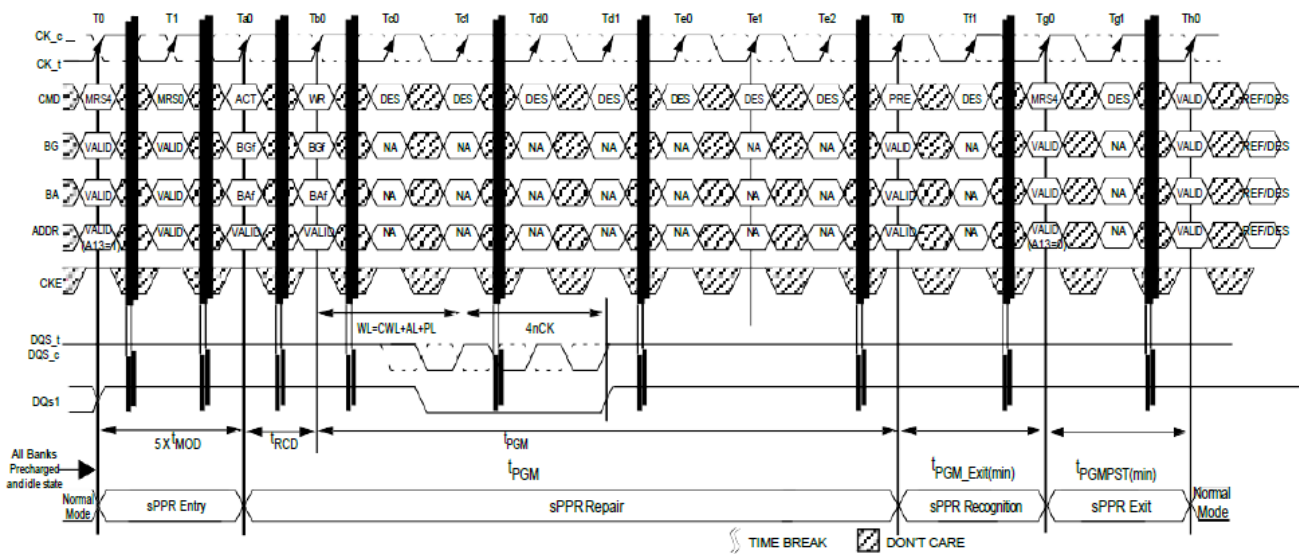 T0 T1 Ta0 Tb0 Tc0 Tc1 Td0 Td1 Te0 Te1 Te2 Tf0 Tf1 Tg0 Tg1 Th0
CK_c
CK_t
CMD MRS4 MRS0 ACT WR DES DES DES DES DES DES DES PRE DES MRS4 DES VALID REF/DES
BG VALID VALID BGf BGf NA NA NA NA NA NA NA VALID NA VALID NA VALID REF/DES
BA VALID VALID BAf BAf NA NA NA NA NA NA NA VALID NA VALID NA VALID REF/DES
ADDR VALID VALID VALID VALID NA NA NA NA NA NA NA VALID NA VALID NA VALID REF/DES
(A13=1) (A13=0)
CKE
WL=CWL+AL+PL 4nCK
DQS_t
DQS_c
DQs1
5 X tMOD tRCD tPGM
All Banks
Precharged
and idle state
tPGM tPGM_Exit(min) tPGMPST(min)
Normal
Mode
sPPR Entry sPPR Repair sPPR Recognition sPPR Exit
Normal
Mode
TIME BREAK DON'T CARE